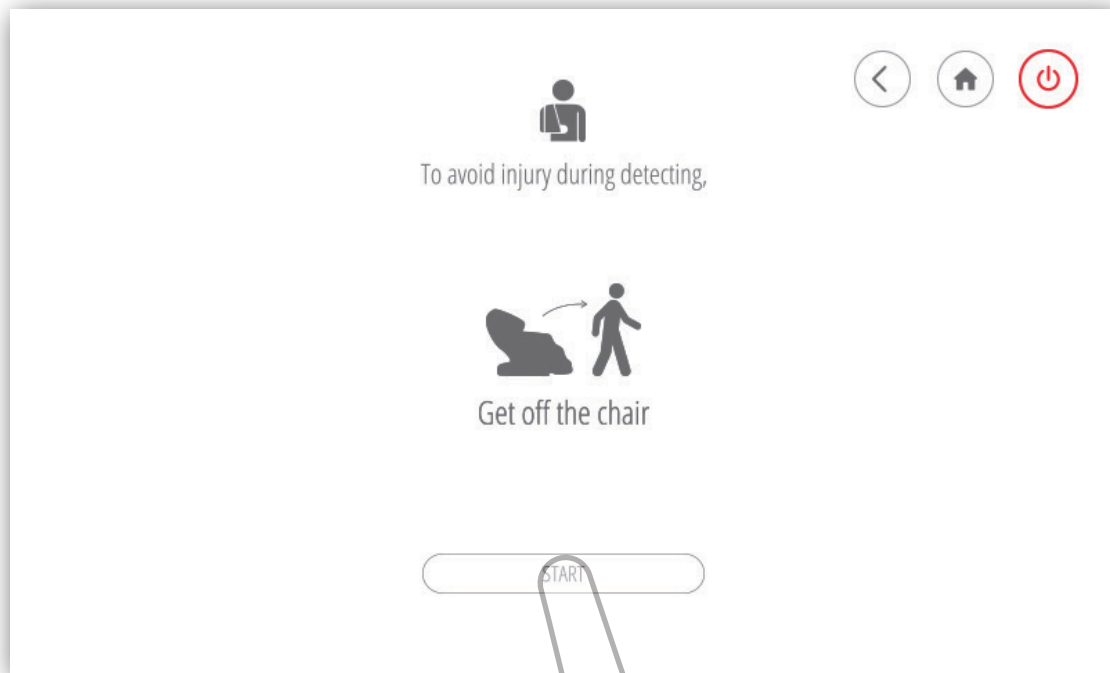 To avoid injury during detecting,
Get off the chair
START